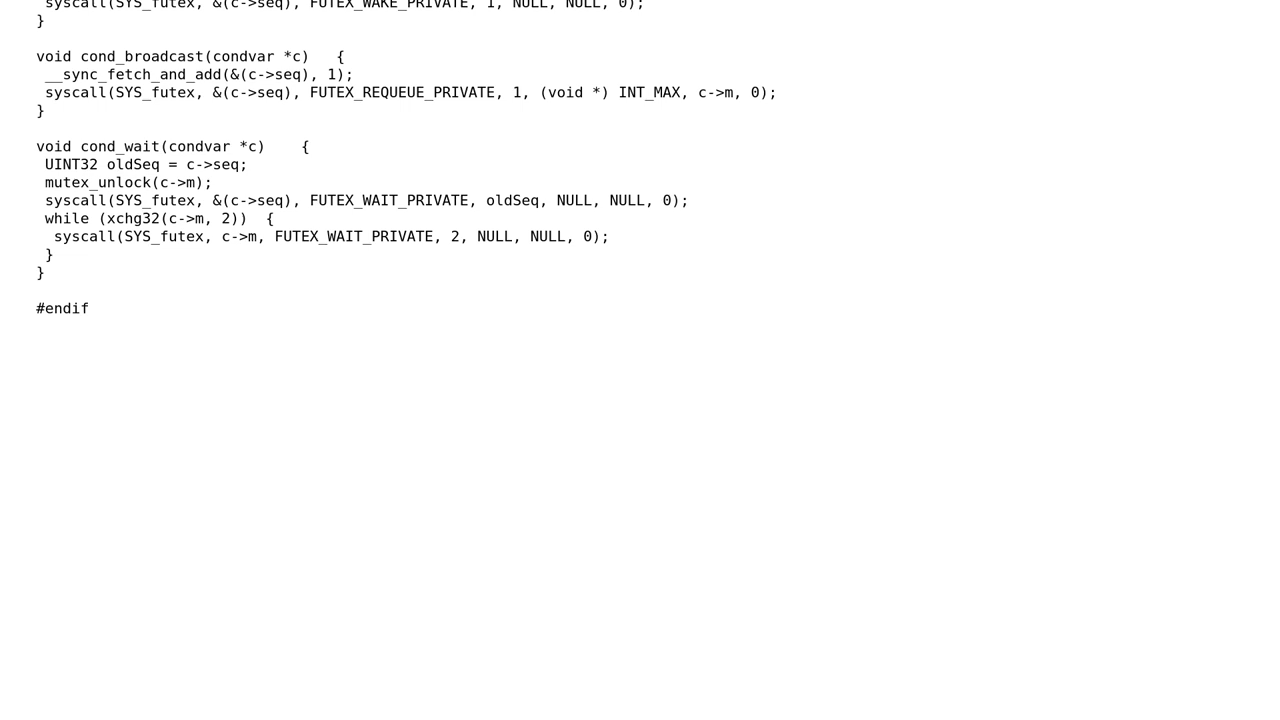 syscall(SYS_futex, &(c->seq), FUTEX_WAKE_PRIVATE, 1, NULL, NULL, 0);
}
void cond_broadcast(condvar *c)   {
 __sync_fetch_and_add(&(c->seq), 1);
 syscall(SYS_futex, &(c->seq), FUTEX_REQUEUE_PRIVATE, 1, (void *) INT_MAX, c->m, 0);
}
void cond_wait(condvar *c)    {
 UINT32 oldSeq = c->seq;
 mutex_unlock(c->m);
 syscall(SYS_futex, &(c->seq), FUTEX_WAIT_PRIVATE, oldSeq, NULL, NULL, 0);
 while (xchg32(c->m, 2))  {
  syscall(SYS_futex, c->m, FUTEX_WAIT_PRIVATE, 2, NULL, NULL, 0);
 }
}
#endif